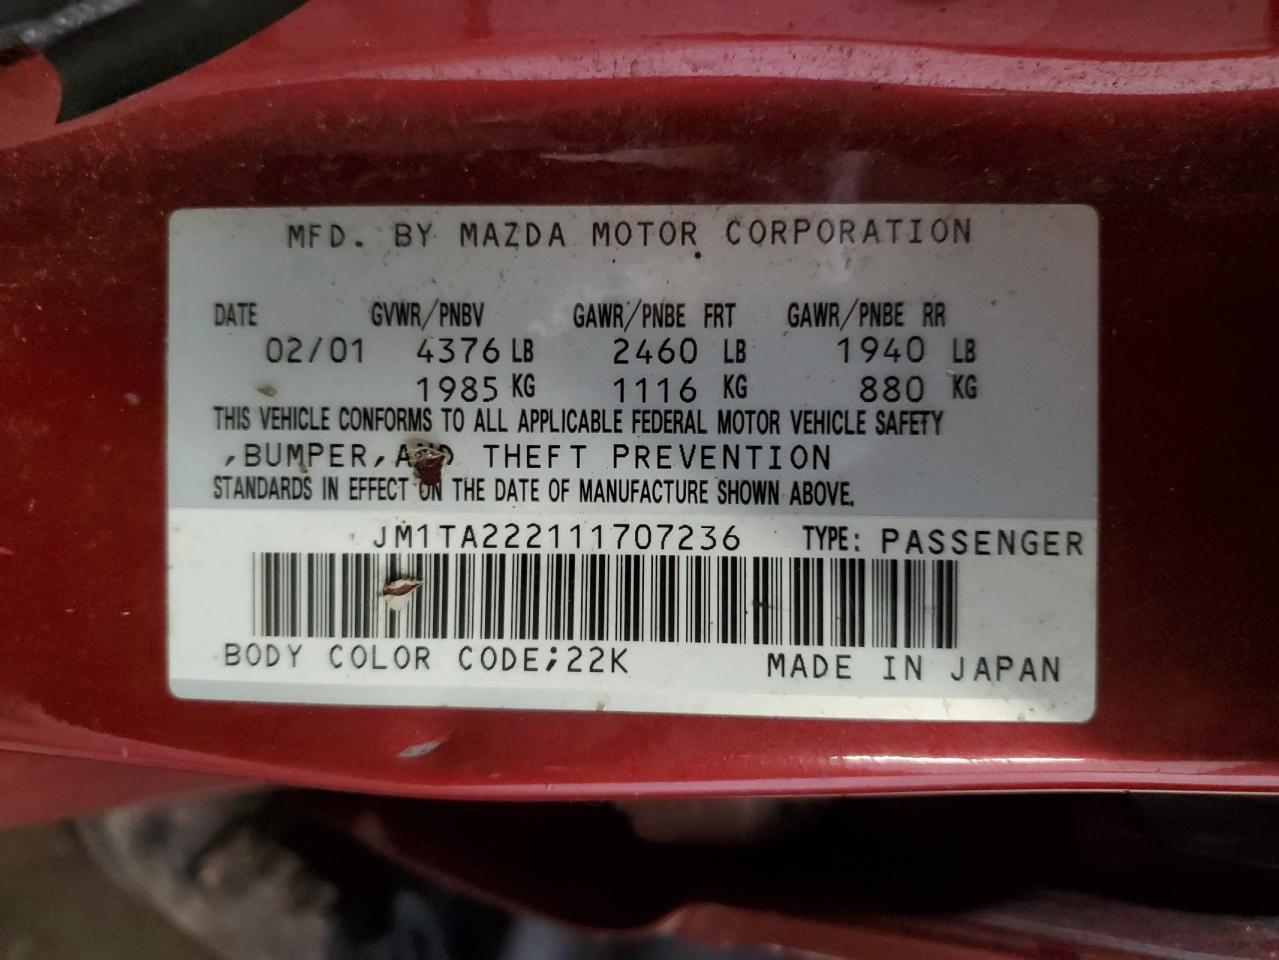 MFD. BY MAZDA MOTOR CORPORATION
DATE GVWR/PNBV GAWR/PNBE FRT GAWR/PNBE RR
02/01 4376 LB 2460 LB 1940 LB
1985 KG 1116 KG 880 KG
THIS VEHICLE CONFORMS TO ALL APPLICABLE FEDERAL MOTOR VEHICLE SAFETY
,BUMPER,AND THEFT PREVENTION
STANDARDS IN EFFECT ON THE DATE OF MANUFACTURE SHOWN ABOVE.
JM1TA222111707236 TYPE: PASSENGER
BODY COLOR CODE;22K MADE IN JAPAN